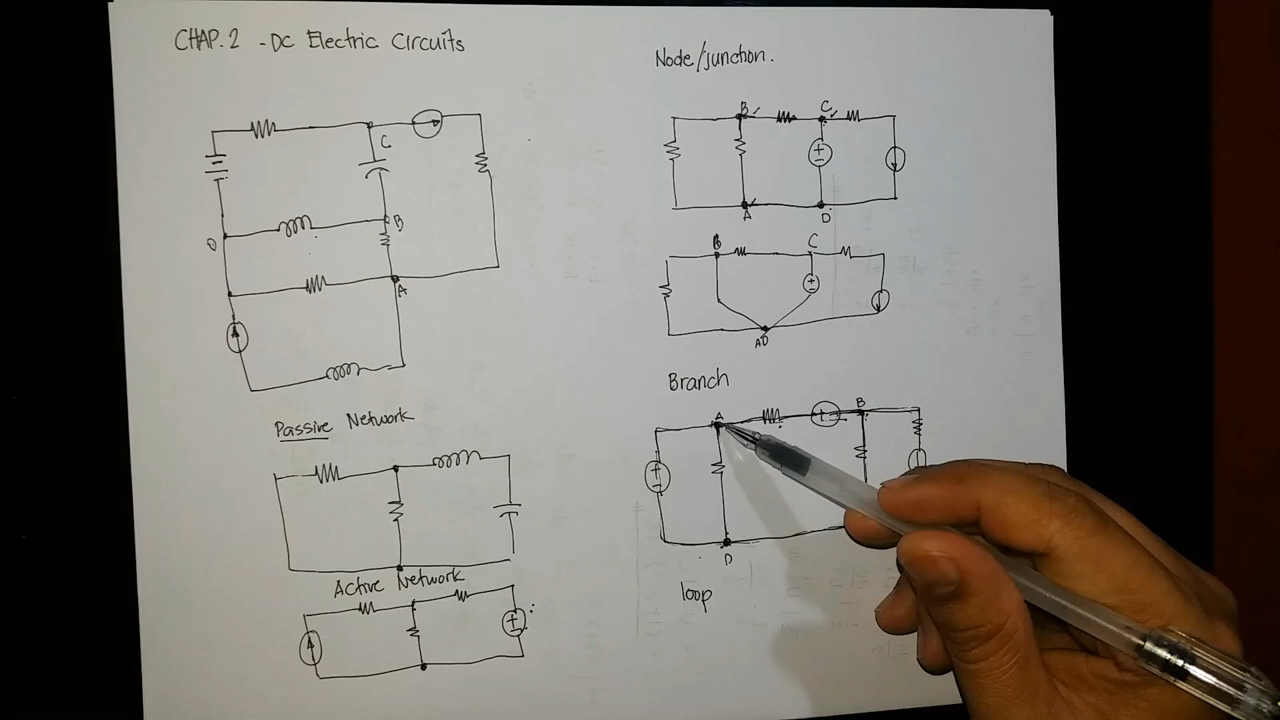 CHAP. 2 - DC Electric Circuits
C
B
D
A
Passive Network
Active Network
Node/junction.
B C
A D
B C
AD
Branch
A B
D
loop